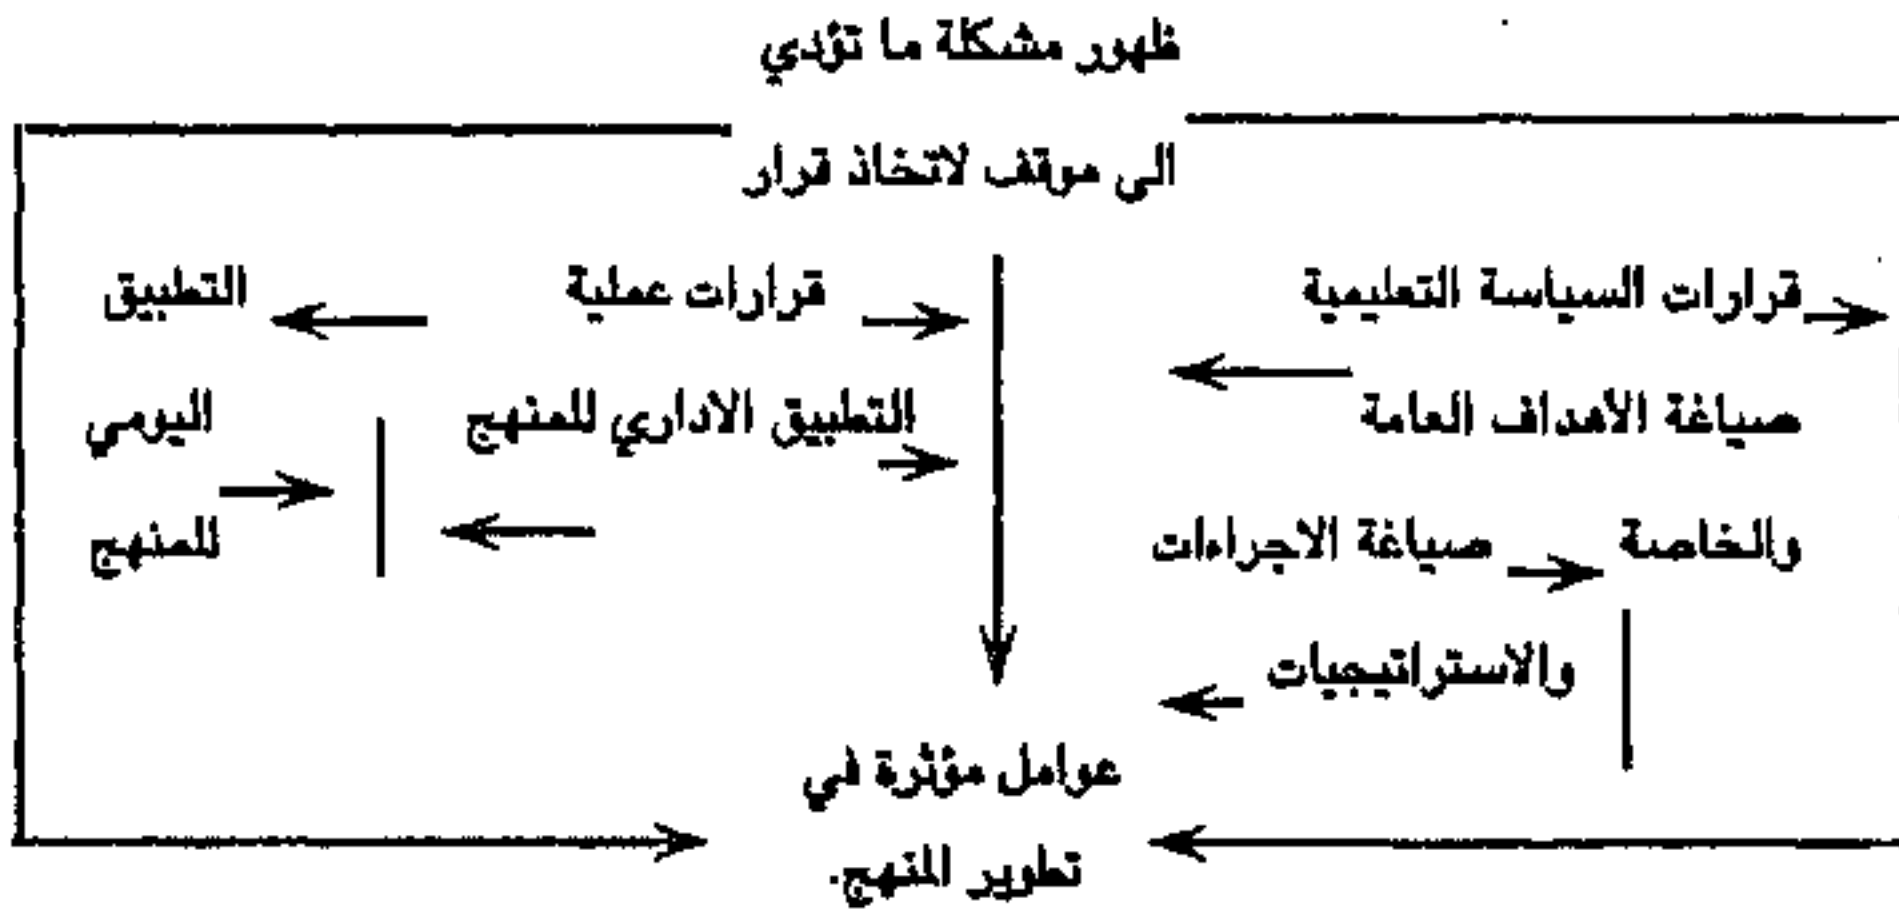 ظهور مشكلة ما تؤدي
الى موقف لاتخاذ قرار
قرارات السياسة التعليمية
صياغة الأهداف العامة
والخاصة
صياغة الاجراءات
والاستراتيجيات
قرارات عملية
التطبيق الاداري للمنهج
التطبيق
اليومي
للمنهج
عوامل مؤثرة في
تطوير المنهج.